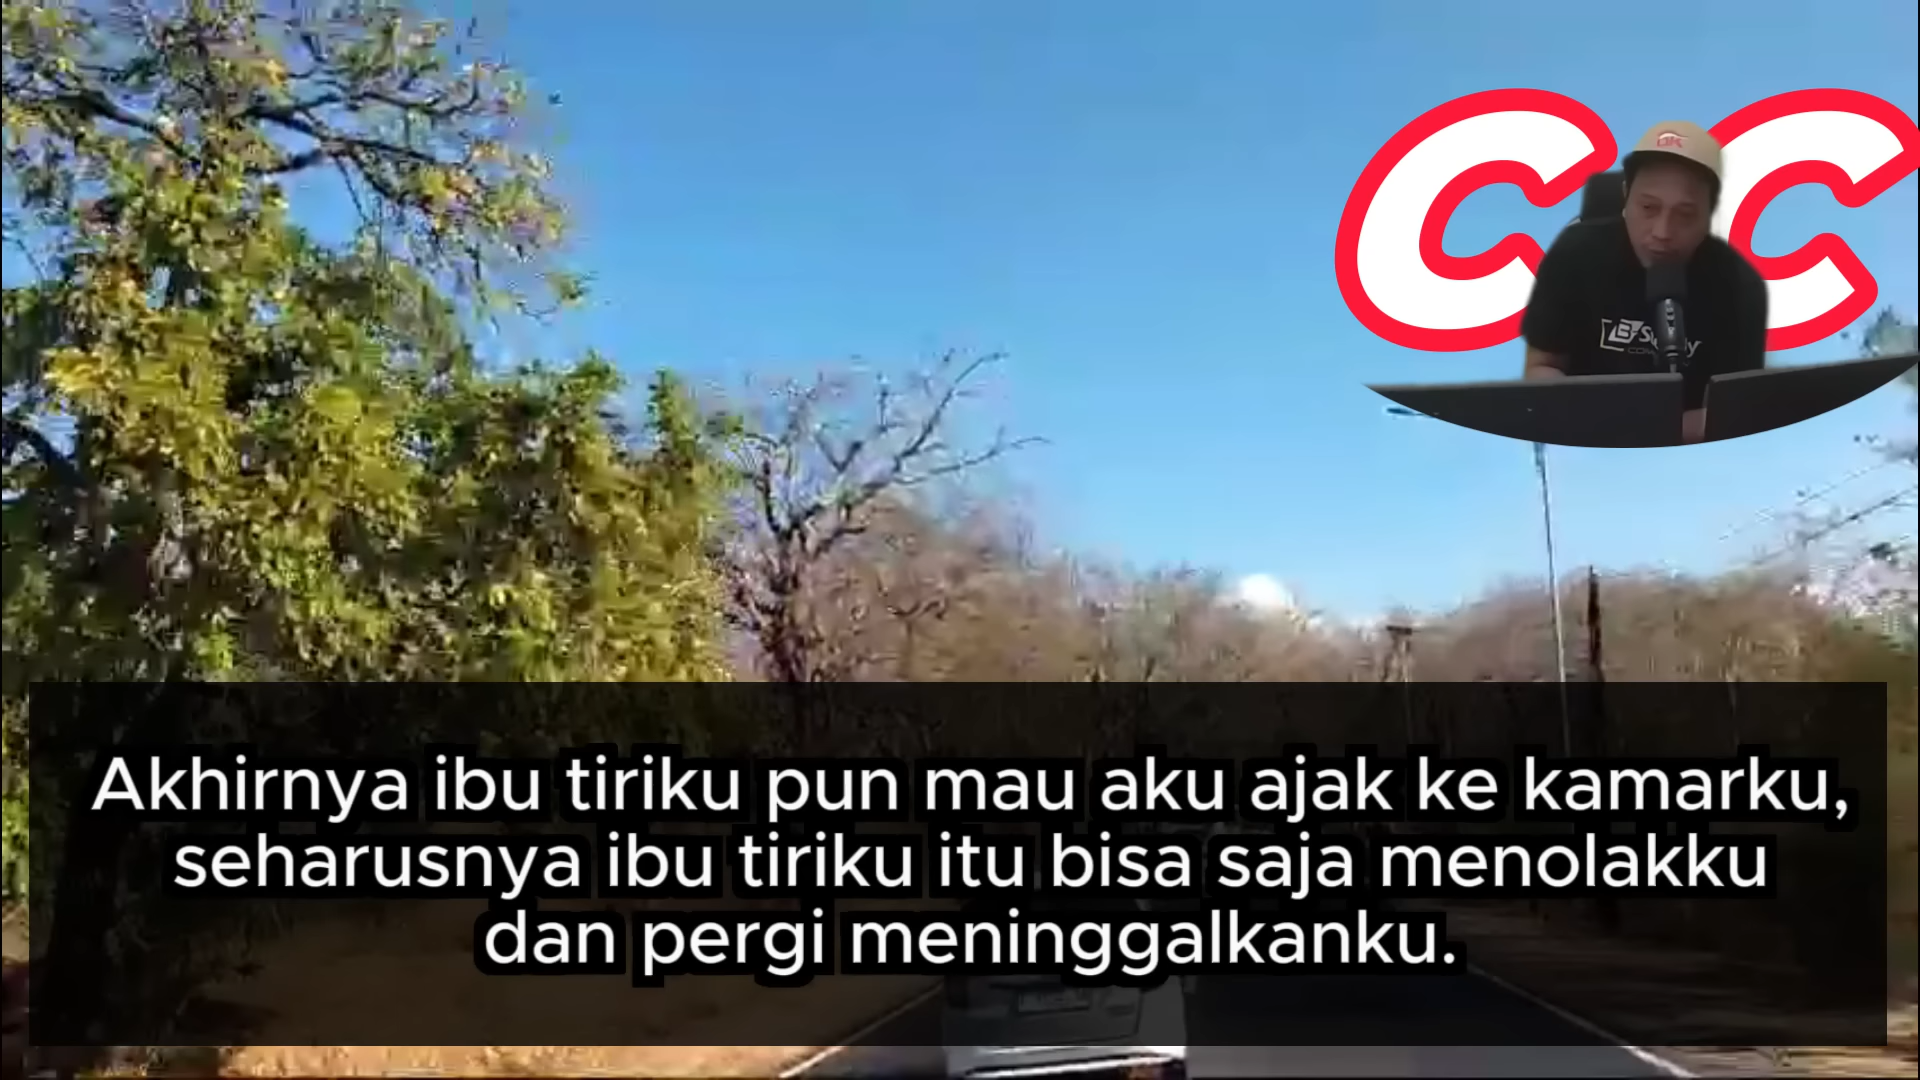 CC
Akhirnya ibu tiriku pun mau aku ajak ke kamarku,
seharusnya ibu tiriku itu bisa saja menolakku
dan pergi meninggalkanku.